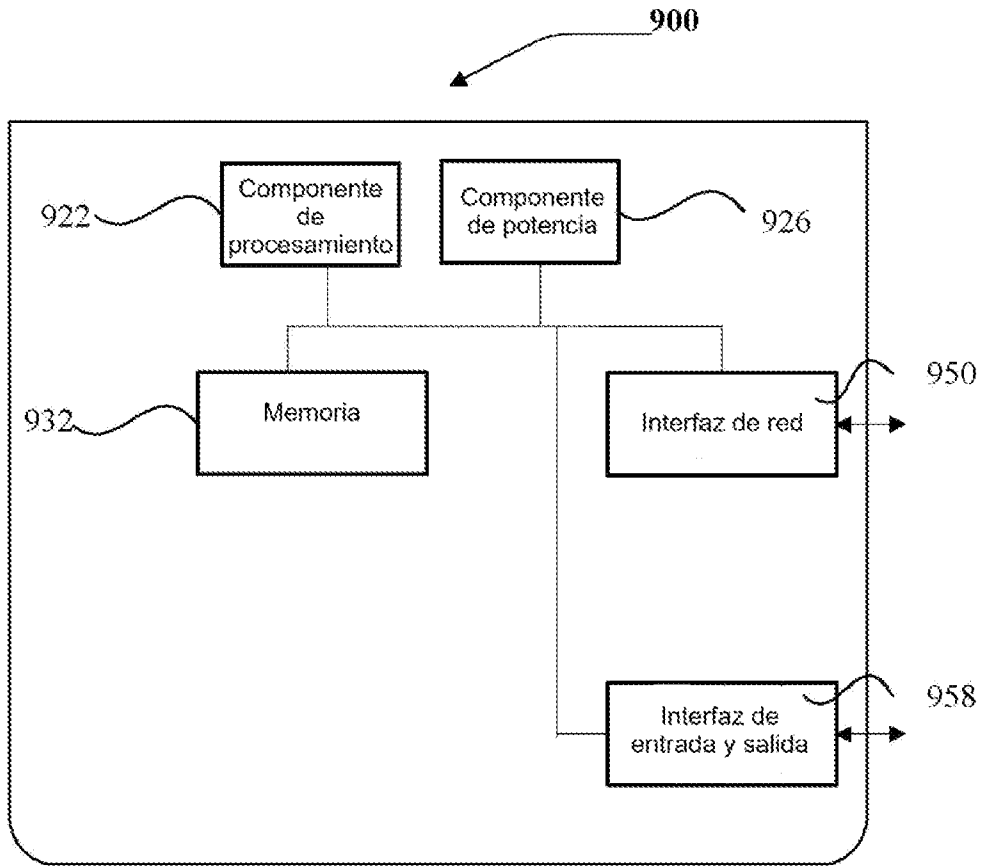 900
Componente
de
procesamiento
922
Componente
de potencia
926
Memoria
932
Interfaz de red
950
Interfaz de
entrada y salida
958